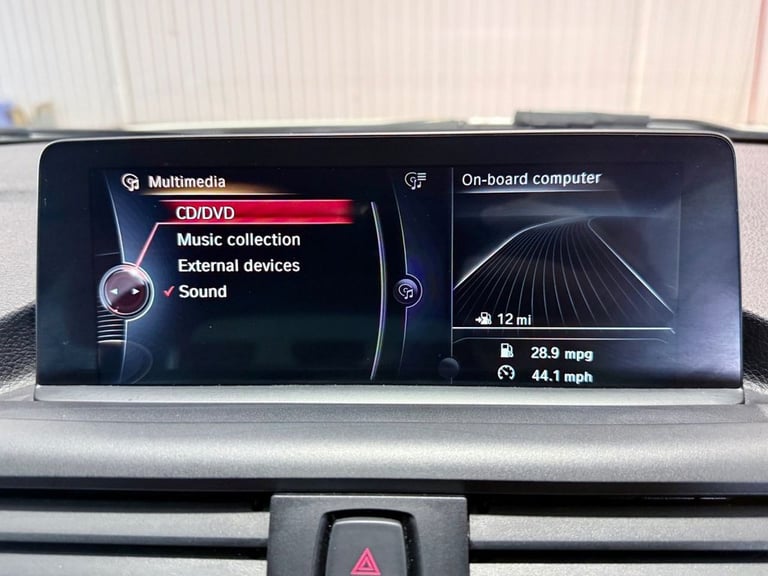 Multimedia
CD/DVD
Music collection
External devices
Sound
On-board computer
12 mi
28.9 mpg
44.1 mph